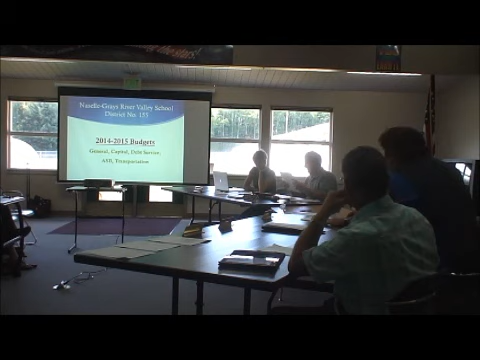 Naselle-Grays River Valley School
District No. 155
2014-2015 Budgets
General, Capital, Debt Service,
ASB, Transportation